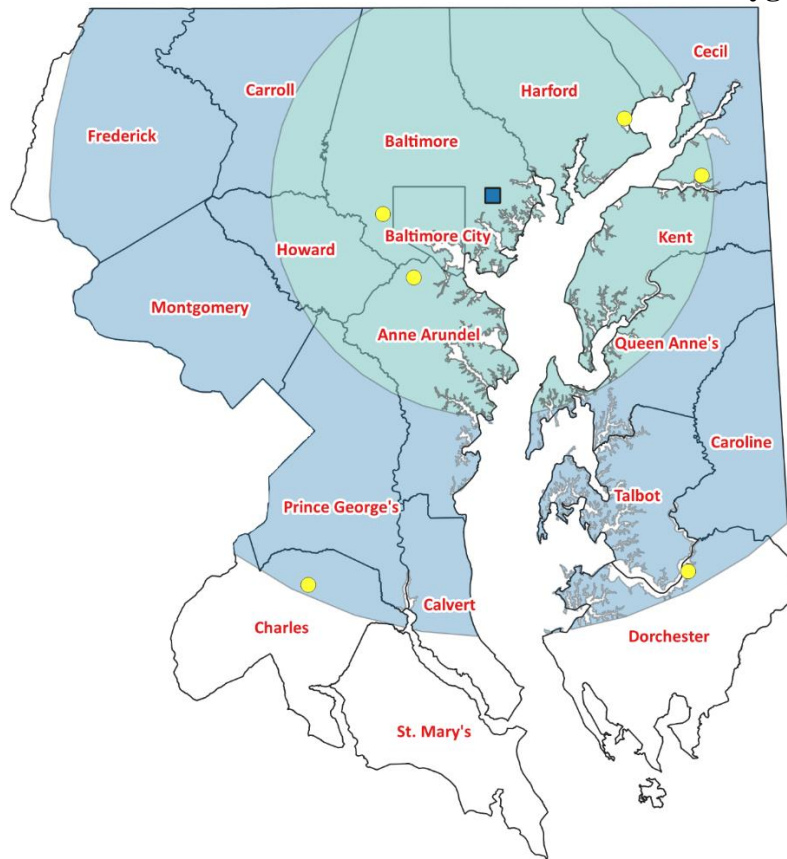 Cecil
Carroll
Harford
Frederick
Baltimore
Baltimore City
Kent
Howard
Montgomery
Anne Arundel
Queen Anne's
Caroline
Talbot
Prince George's
Calvert
Charles
Dorchester
St. Mary's